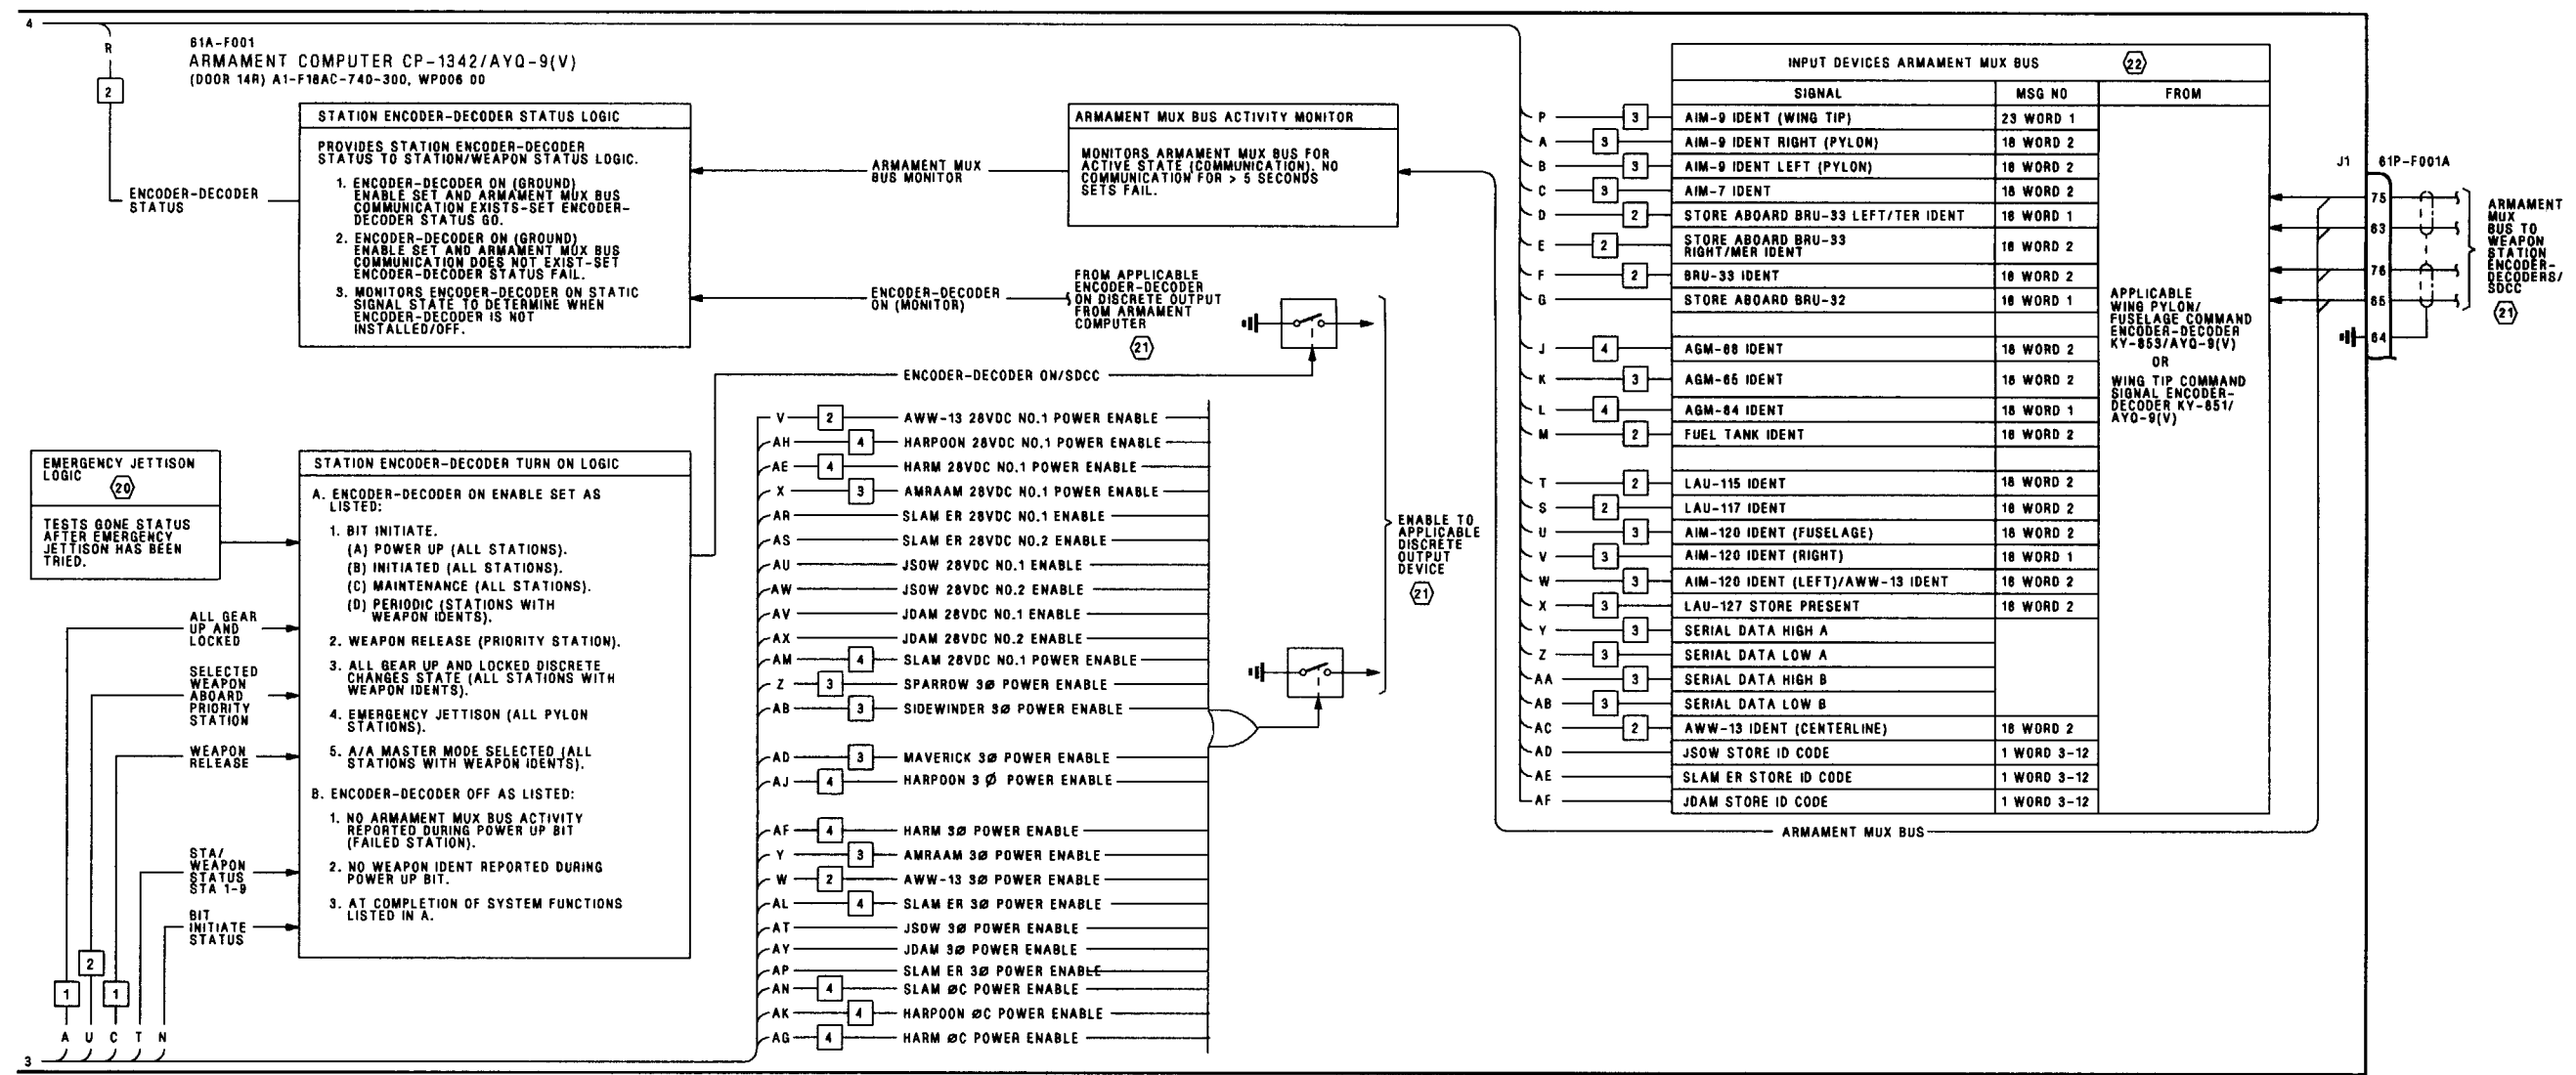 4
R
2
61A-F001
ARMAMENT COMPUTER CP-1342/AYQ-9(V)
(DOOR 14R) A1-F18AC-740-300, WP006 00
ENCODER-DECODER
STATUS
STATION ENCODER-DECODER STATUS LOGIC
PROVIDES STATION ENCODER-DECODER
STATUS TO STATION/WEAPON STATUS LOGIC.
1. ENCODER-DECODER ON (GROUND)
ENABLE SET AND ARMAMENT MUX BUS
COMMUNICATION EXISTS-SET ENCODER-
DECODER STATUS GO.
2. ENCODER-DECODER ON (GROUND)
ENABLE SET AND ARMAMENT MUX BUS
COMMUNICATION DOES NOT EXIST-SET
ENCODER-DECODER STATUS FAIL.
3. MONITORS ENCODER-DECODER ON STATIC
SIGNAL STATE TO DETERMINE WHEN
ENCODER-DECODER IS NOT
INSTALLED/OFF.
ARMAMENT MUX
BUS MONITOR
ARMAMENT MUX BUS ACTIVITY MONITOR
MONITORS ARMAMENT MUX BUS FOR
ACTIVE STATE (COMMUNICATION). NO
COMMUNICATION FOR > 5 SECONDS
SETS FAIL.
ENCODER-DECODER
ON (MONITOR)
FROM APPLICABLE
ENCODER-DECODER
ON DISCRETE OUTPUT
FROM ARMAMENT
COMPUTER
21
ENCODER-DECODER ON/SDCC
EMERGENCY JETTISON
LOGIC
20
TESTS GONE STATUS
AFTER EMERGENCY
JETTISON HAS BEEN
TRIED.
ALL GEAR
UP AND
LOCKED
SELECTED
WEAPON
ABOARD
PRIORITY
STATION
WEAPON
RELEASE
STA/
WEAPON
STATUS
STA 1-9
BIT
INITIATE
STATUS
2
1
1
A U C T N
3
STATION ENCODER-DECODER TURN ON LOGIC
A. ENCODER-DECODER ON ENABLE SET AS
LISTED:
1. BIT INITIATE.
(A) POWER UP (ALL STATIONS).
(B) INITIATED (ALL STATIONS).
(C) MAINTENANCE (ALL STATIONS).
(D) PERIODIC (STATIONS WITH
WEAPON IDENTS).
2. WEAPON RELEASE (PRIORITY STATION).
3. ALL GEAR UP AND LOCKED DISCRETE
CHANGES STATE (ALL STATIONS WITH
WEAPON IDENTS).
4. EMERGENCY JETTISON (ALL PYLON
STATIONS).
5. A/A MASTER MODE SELECTED (ALL
STATIONS WITH WEAPON IDENTS).
B. ENCODER-DECODER OFF AS LISTED:
1. NO ARMAMENT MUX BUS ACTIVITY
REPORTED DURING POWER UP BIT
(FAILED STATION).
2. NO WEAPON IDENT REPORTED DURING
POWER UP BIT.
3. AT COMPLETION OF SYSTEM FUNCTIONS
LISTED IN A.
V 2 AWW-13 28VDC NO.1 POWER ENABLE
AH 4 HARPOON 28VDC NO.1 POWER ENABLE
AE 4 HARM 28VDC NO.1 POWER ENABLE
X 3 AMRAAM 28VDC NO.1 POWER ENABLE
AR SLAM ER 28VDC NO.1 ENABLE
AS SLAM ER 28VDC NO.2 ENABLE
AU JSOW 28VDC NO.1 ENABLE
AW JSOW 28VDC NO.2 ENABLE
AV JDAM 28VDC NO.1 ENABLE
AX JDAM 28VDC NO.2 ENABLE
AM 4 SLAM 28VDC NO.1 POWER ENABLE
Z 3 SPARROW 3Ø POWER ENABLE
AB 3 SIDEWINDER 3Ø POWER ENABLE
AD 3 MAVERICK 3Ø POWER ENABLE
AJ 4 HARPOON 3 Ø POWER ENABLE
AF 4 HARM 3Ø POWER ENABLE
Y 3 AMRAAM 3Ø POWER ENABLE
W 2 AWW-13 3Ø POWER ENABLE
AL 4 SLAM ER 3Ø POWER ENABLE
AT JSOW 3Ø POWER ENABLE
AY JDAM 3Ø POWER ENABLE
AP SLAM ER 3Ø POWER ENABLE
AN 4 SLAM ØC POWER ENABLE
AK 4 HARPOON ØC POWER ENABLE
AG 4 HARM ØC POWER ENABLE
ENABLE TO
APPLICABLE
DISCRETE
OUTPUT
DEVICE
21
INPUT DEVICES ARMAMENT MUX BUS 22
SIGNAL MSG NO FROM
P 3 AIM-9 IDENT (WING TIP) 23 WORD 1
A 3 AIM-9 IDENT RIGHT (PYLON) 18 WORD 2
B 3 AIM-9 IDENT LEFT (PYLON) 18 WORD 2
C 3 AIM-7 IDENT 18 WORD 2
D 2 STORE ABOARD BRU-33 LEFT/TER IDENT 18 WORD 1
E 2 STORE ABOARD BRU-33
RIGHT/MER IDENT 18 WORD 2
F 2 BRU-33 IDENT 18 WORD 2
G STORE ABOARD BRU-32 18 WORD 1
J 4 AGM-88 IDENT 18 WORD 2
K 3 AGM-65 IDENT 18 WORD 2
L 4 AGM-84 IDENT 18 WORD 1
M 2 FUEL TANK IDENT 18 WORD 2
T 2 LAU-115 IDENT 18 WORD 2
S 2 LAU-117 IDENT 18 WORD 2
U 3 AIM-120 IDENT (FUSELAGE) 18 WORD 2
V 3 AIM-120 IDENT (RIGHT) 18 WORD 1
W 3 AIM-120 IDENT (LEFT)/AWW-13 IDENT 18 WORD 2
X 3 LAU-127 STORE PRESENT 18 WORD 2
Y 3 SERIAL DATA HIGH A
Z 3 SERIAL DATA LOW A
AA 3 SERIAL DATA HIGH B
AB 3 SERIAL DATA LOW B
AC 2 AWW-13 IDENT (CENTERLINE) 18 WORD 2
AD JSOW STORE ID CODE 1 WORD 3-12
AE SLAM ER STORE ID CODE 1 WORD 3-12
AF JDAM STORE ID CODE 1 WORD 3-12
APPLICABLE
WING PYLON/
FUSELAGE COMMAND
ENCODER-DECODER
KY-853/AYQ-9(V)
OR
WING TIP COMMAND
SIGNAL ENCODER-
DECODER KY-851/
AYQ-9(V)
ARMAMENT MUX BUS
J1 61P-F001A
75
63
76
65
64
ARMAMENT
MUX
BUS TO
WEAPON
STATION
ENCODER-
DECODERS/
SDCC
21